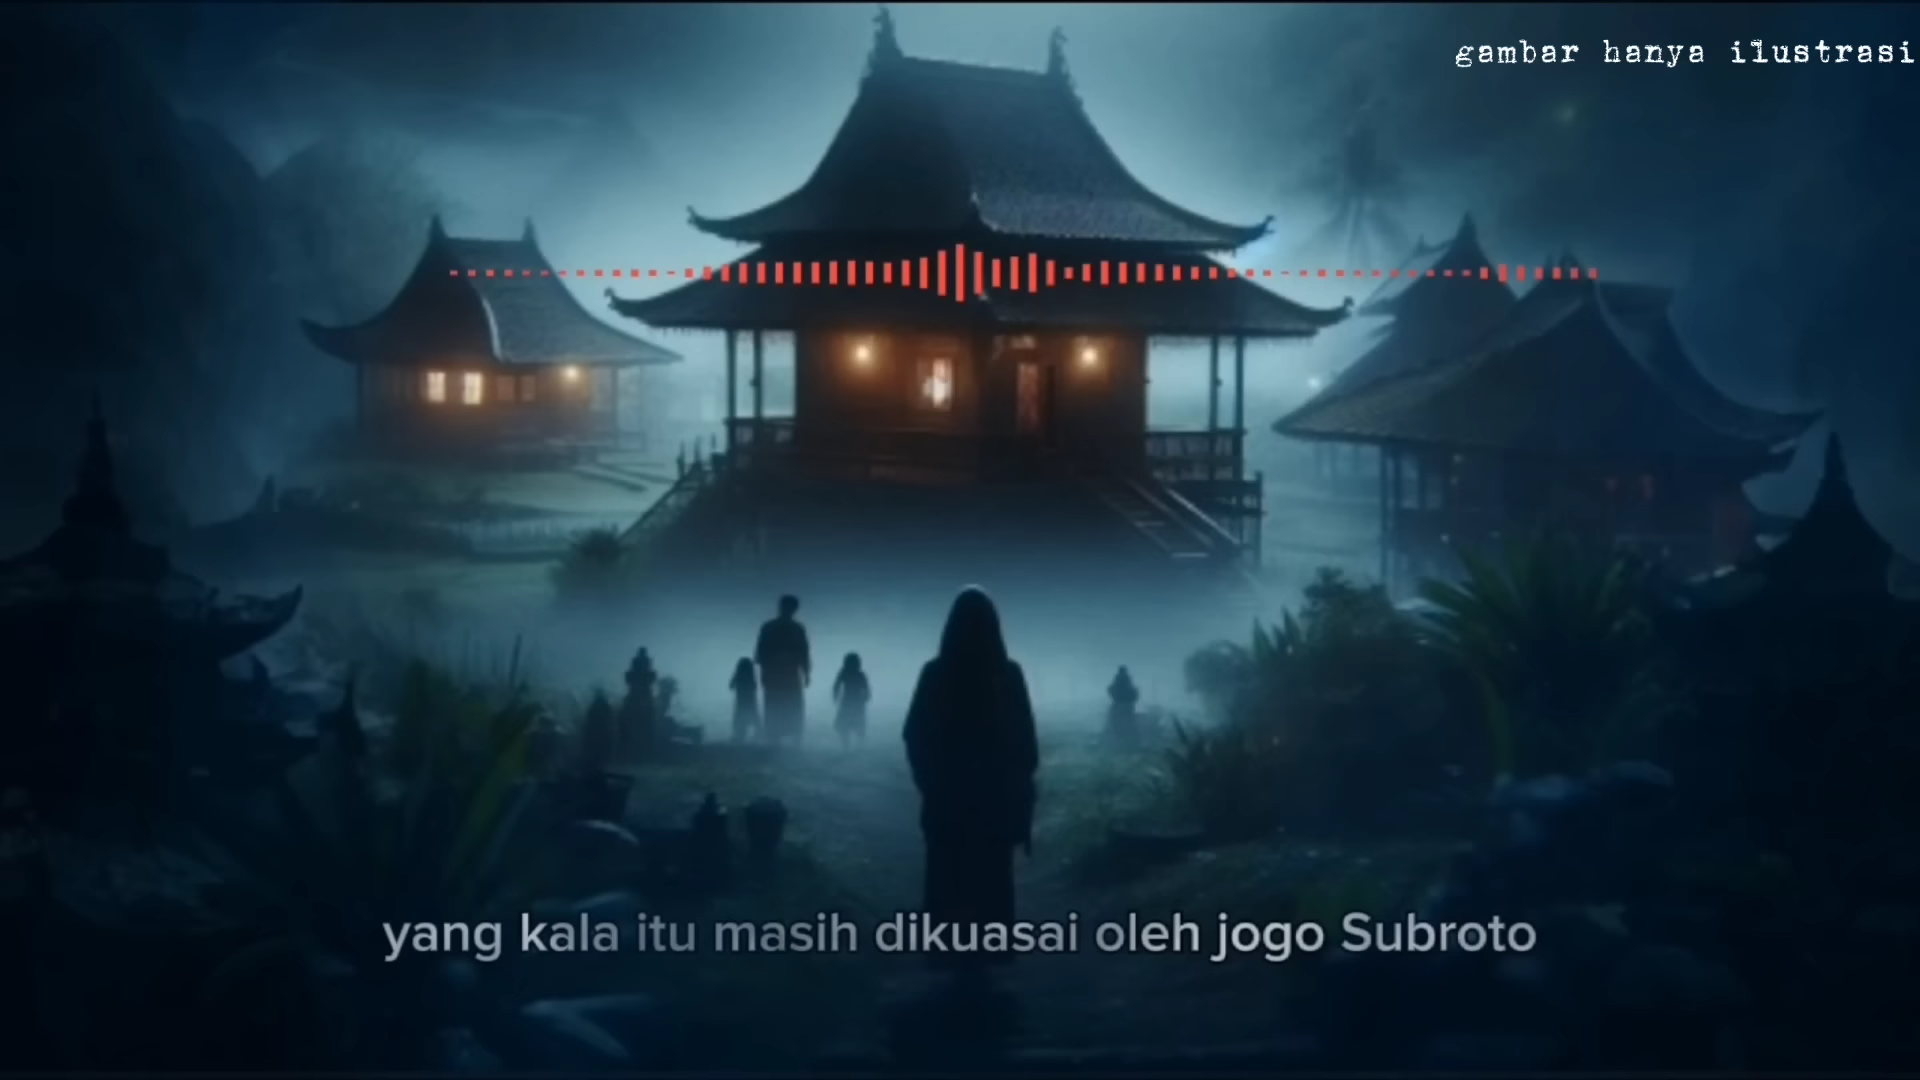 gambar hanya ilustrasi
yang kala itu masih dikuasai oleh jogo Subroto